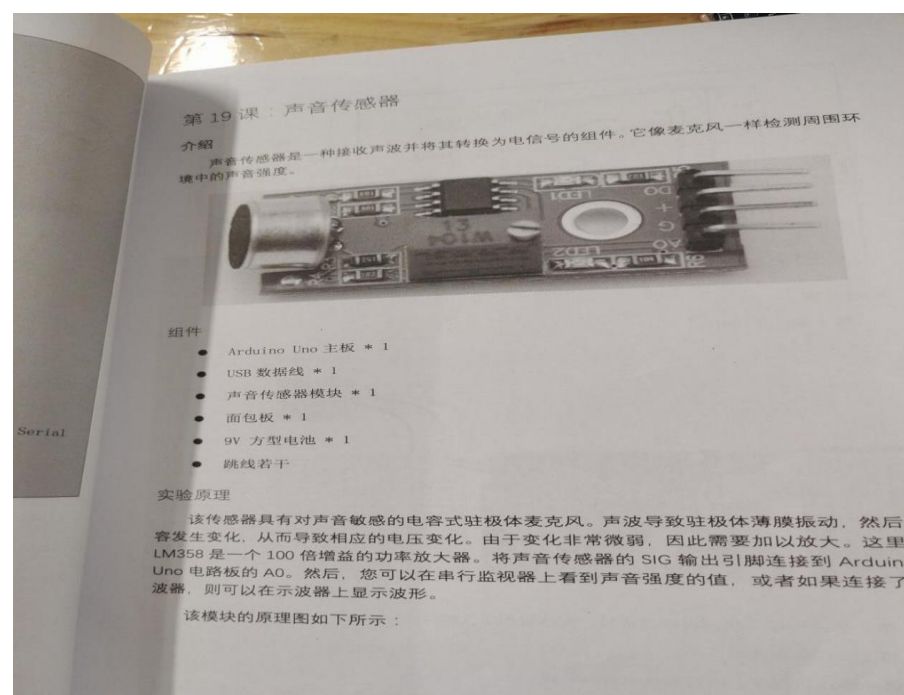 第 19 课：声音传感器
介绍
声音传感器是一种接收声波并将其转换为电信号的组件。它像麦克风一样检测周围环
境中的声音强度。
LED1
DO
+
G
AO
W104
LED2
组件
● Arduino Uno 主板 * 1
● USB 数据线 * 1
● 声音传感器模块 * 1
● 面包板 * 1
● 9V 方型电池 * 1
● 跳线若干
Serial
实验原理
该传感器具有对声音敏感的电容式驻极体麦克风。声波导致驻极体薄膜振动，然后
容发生变化，从而导致相应的电压变化。由于变化非常微弱，因此需要加以放大。这里
LM358 是一个 100 倍增益的功率放大器。将声音传感器的 SIG 输出引脚连接到 Arduin
Uno 电路板的 A0。然后，您可以在串行监视器上看到声音强度的值，或者如果连接了
波器，则可以在示波器上显示波形。
该模块的原理图如下所示：